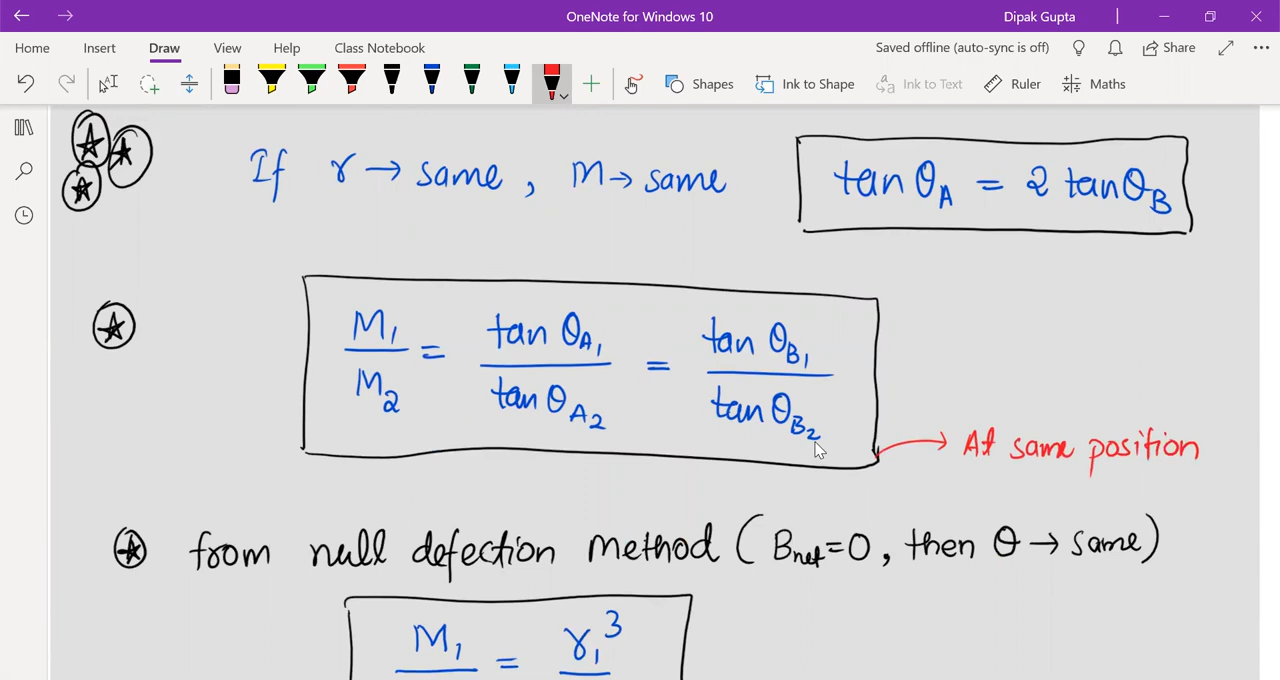 OneNote for Windows 10
Dipak Gupta
Home Insert Draw View Help Class Notebook
Saved offline (auto-sync is off)
Share
Shapes
Ink to Shape
Ink to Text
Ruler
Maths
If r → same, M → same
tan θA = 2 tan θB
M1/M2 = tan θA1/tan θA2 = tan θB1/tan θB2
→ At same position
from null defection method (Bnet=0, then θ → same)
M1 = r1³